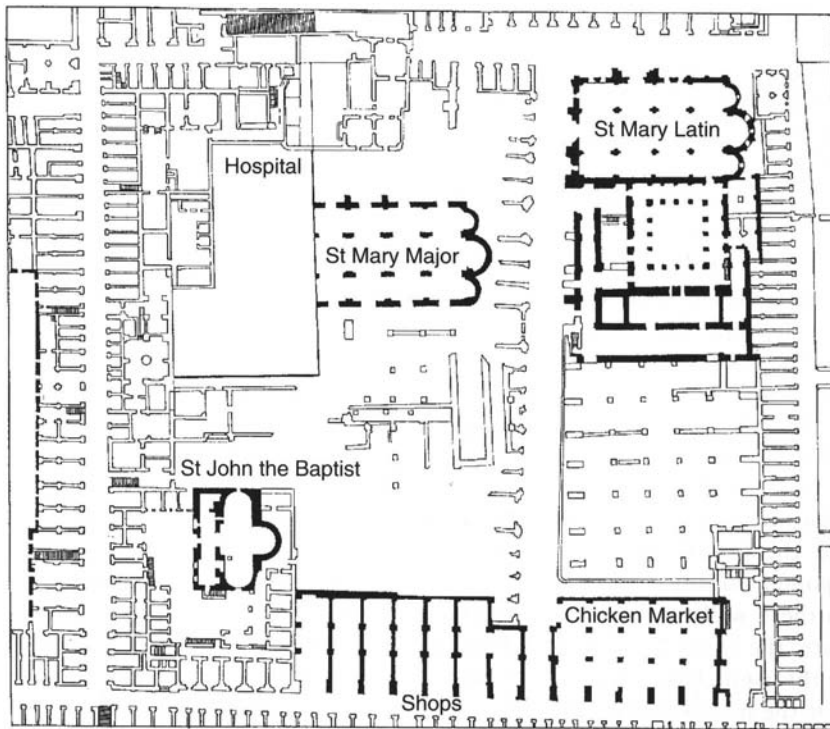 St Mary Latin
Hospital
St Mary Major
St John the Baptist
Chicken Market
Shops